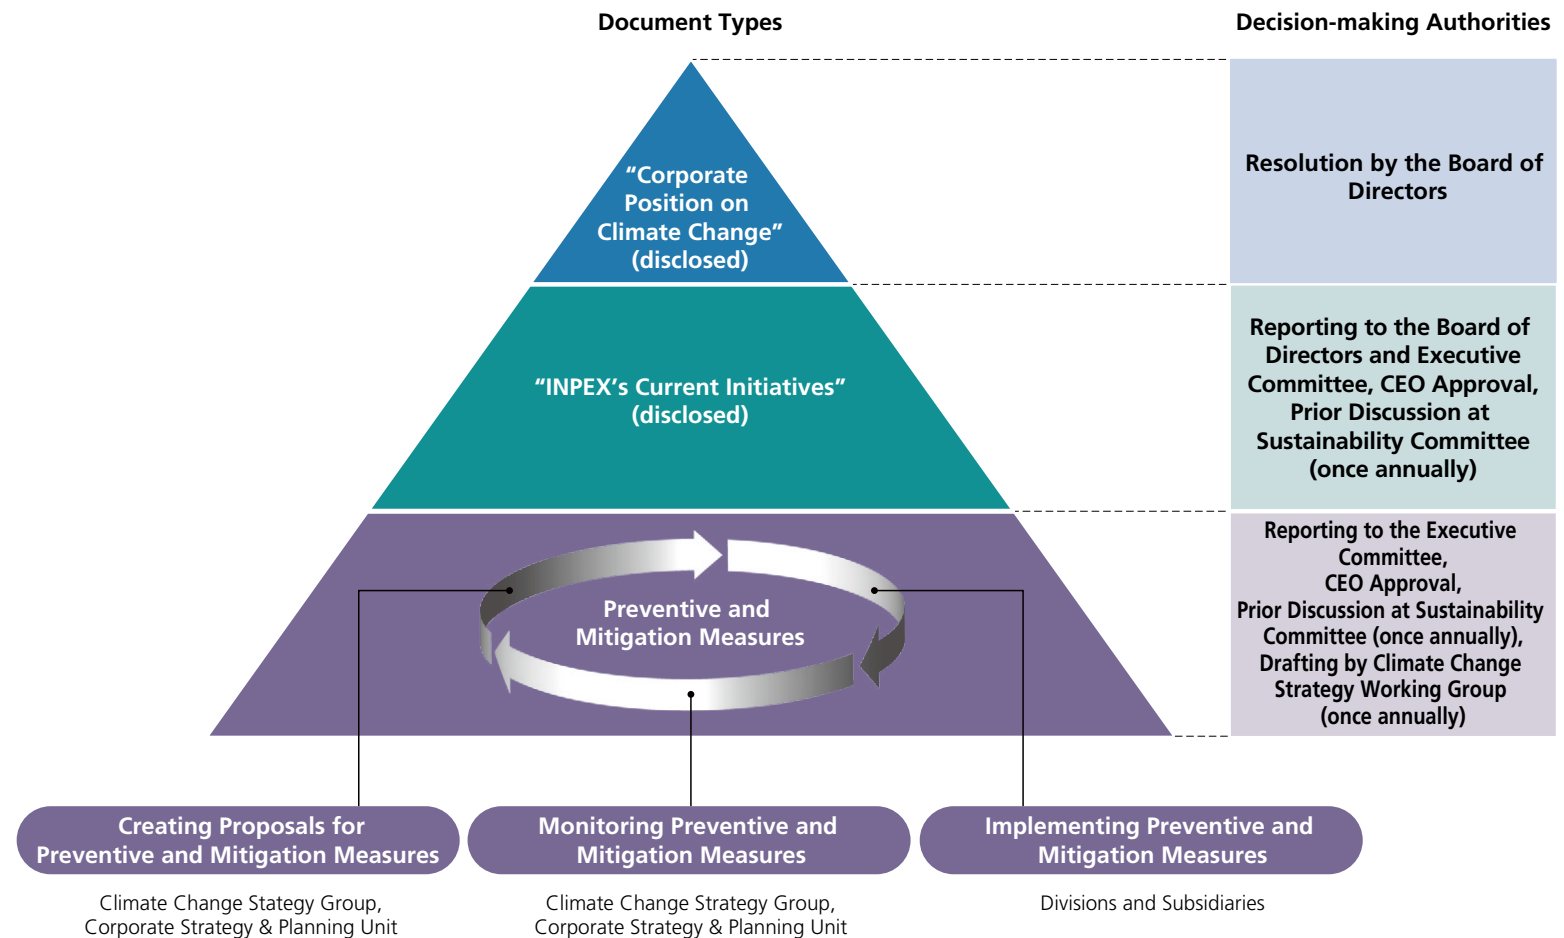 Document Types
Decision-making Authorities
“Corporate
Position on
Climate Change”
(disclosed)
Resolution by the Board of
Directors
“INPEX’s Current Initiatives”
(disclosed)
Reporting to the Board of
Directors and Executive
Committee, CEO Approval,
Prior Discussion at
Sustainability Committee
(once annually)
Preventive and
Mitigation Measures
Reporting to the Executive
Committee,
CEO Approval,
Prior Discussion at Sustainability
Committee (once annually),
Drafting by Climate Change
Strategy Working Group
(once annually)
Creating Proposals for
Preventive and Mitigation Measures
Climate Change Stategy Group,
Corporate Strategy & Planning Unit
Monitoring Preventive and
Mitigation Measures
Climate Change Strategy Group,
Corporate Strategy & Planning Unit
Implementing Preventive and
Mitigation Measures
Divisions and Subsidiaries